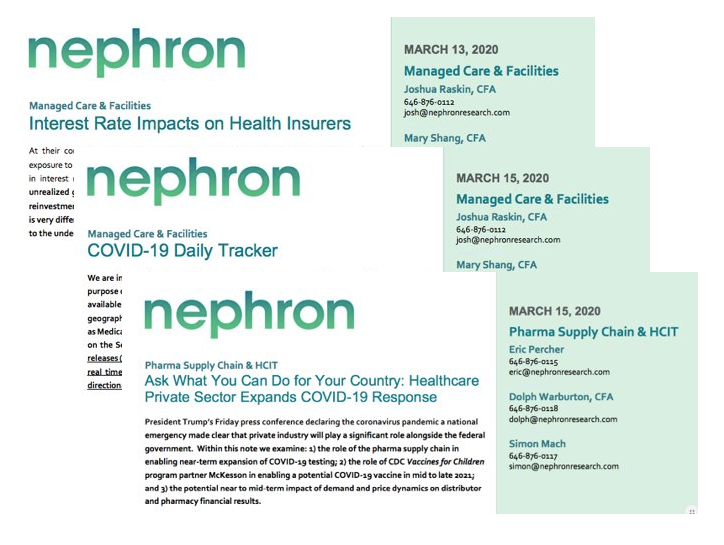 nephron
MARCH 13, 2020
Managed Care & Facilities
Joshua Raskin, CFA
646-876-0112
josh@nephronresearch.com
Mary Shang, CFA
Managed Care & Facilities
Interest Rate Impacts on Health Insurers
At their
exposure to
in interest
unrealized
reinvestmen
is very diffe
to the unde
nephron
MARCH 15, 2020
Managed Care & Facilities
Joshua Raskin, CFA
646-876-0112
josh@nephronresearch.com
Mary Shang, CFA
Managed Care & Facilities
COVID-19 Daily Tracker
We are in
purpose
available
geograph
as Medica
on the Se
releases (
real time
direction
nephron
MARCH 15, 2020
Pharma Supply Chain & HCIT
Eric Percher
646-876-0115
eric@nephronresearch.com
Dolph Warburton, CFA
646-876-0118
dolph@nephronresearch.com
Simon Mach
646-876-0117
simon@nephronresearch.com
Pharma Supply Chain & HCIT
Ask What You Can Do for Your Country: Healthcare
Private Sector Expands COVID-19 Response
President Trump's Friday press conference declaring the coronavirus pandemic a national
emergency made clear that private industry will play a significant role alongside the federal
government. Within this note we examine: 1) the role of the pharma supply chain in
enabling near-term expansion of COVID-19 testing; 2) the role of CDC Vaccines for Children
program partner McKesson in enabling a potential COVID-19 vaccine in mid to late 2021;
and 3) the potential near to mid-term impact of demand and price dynamics on distributor
and pharmacy financial results.